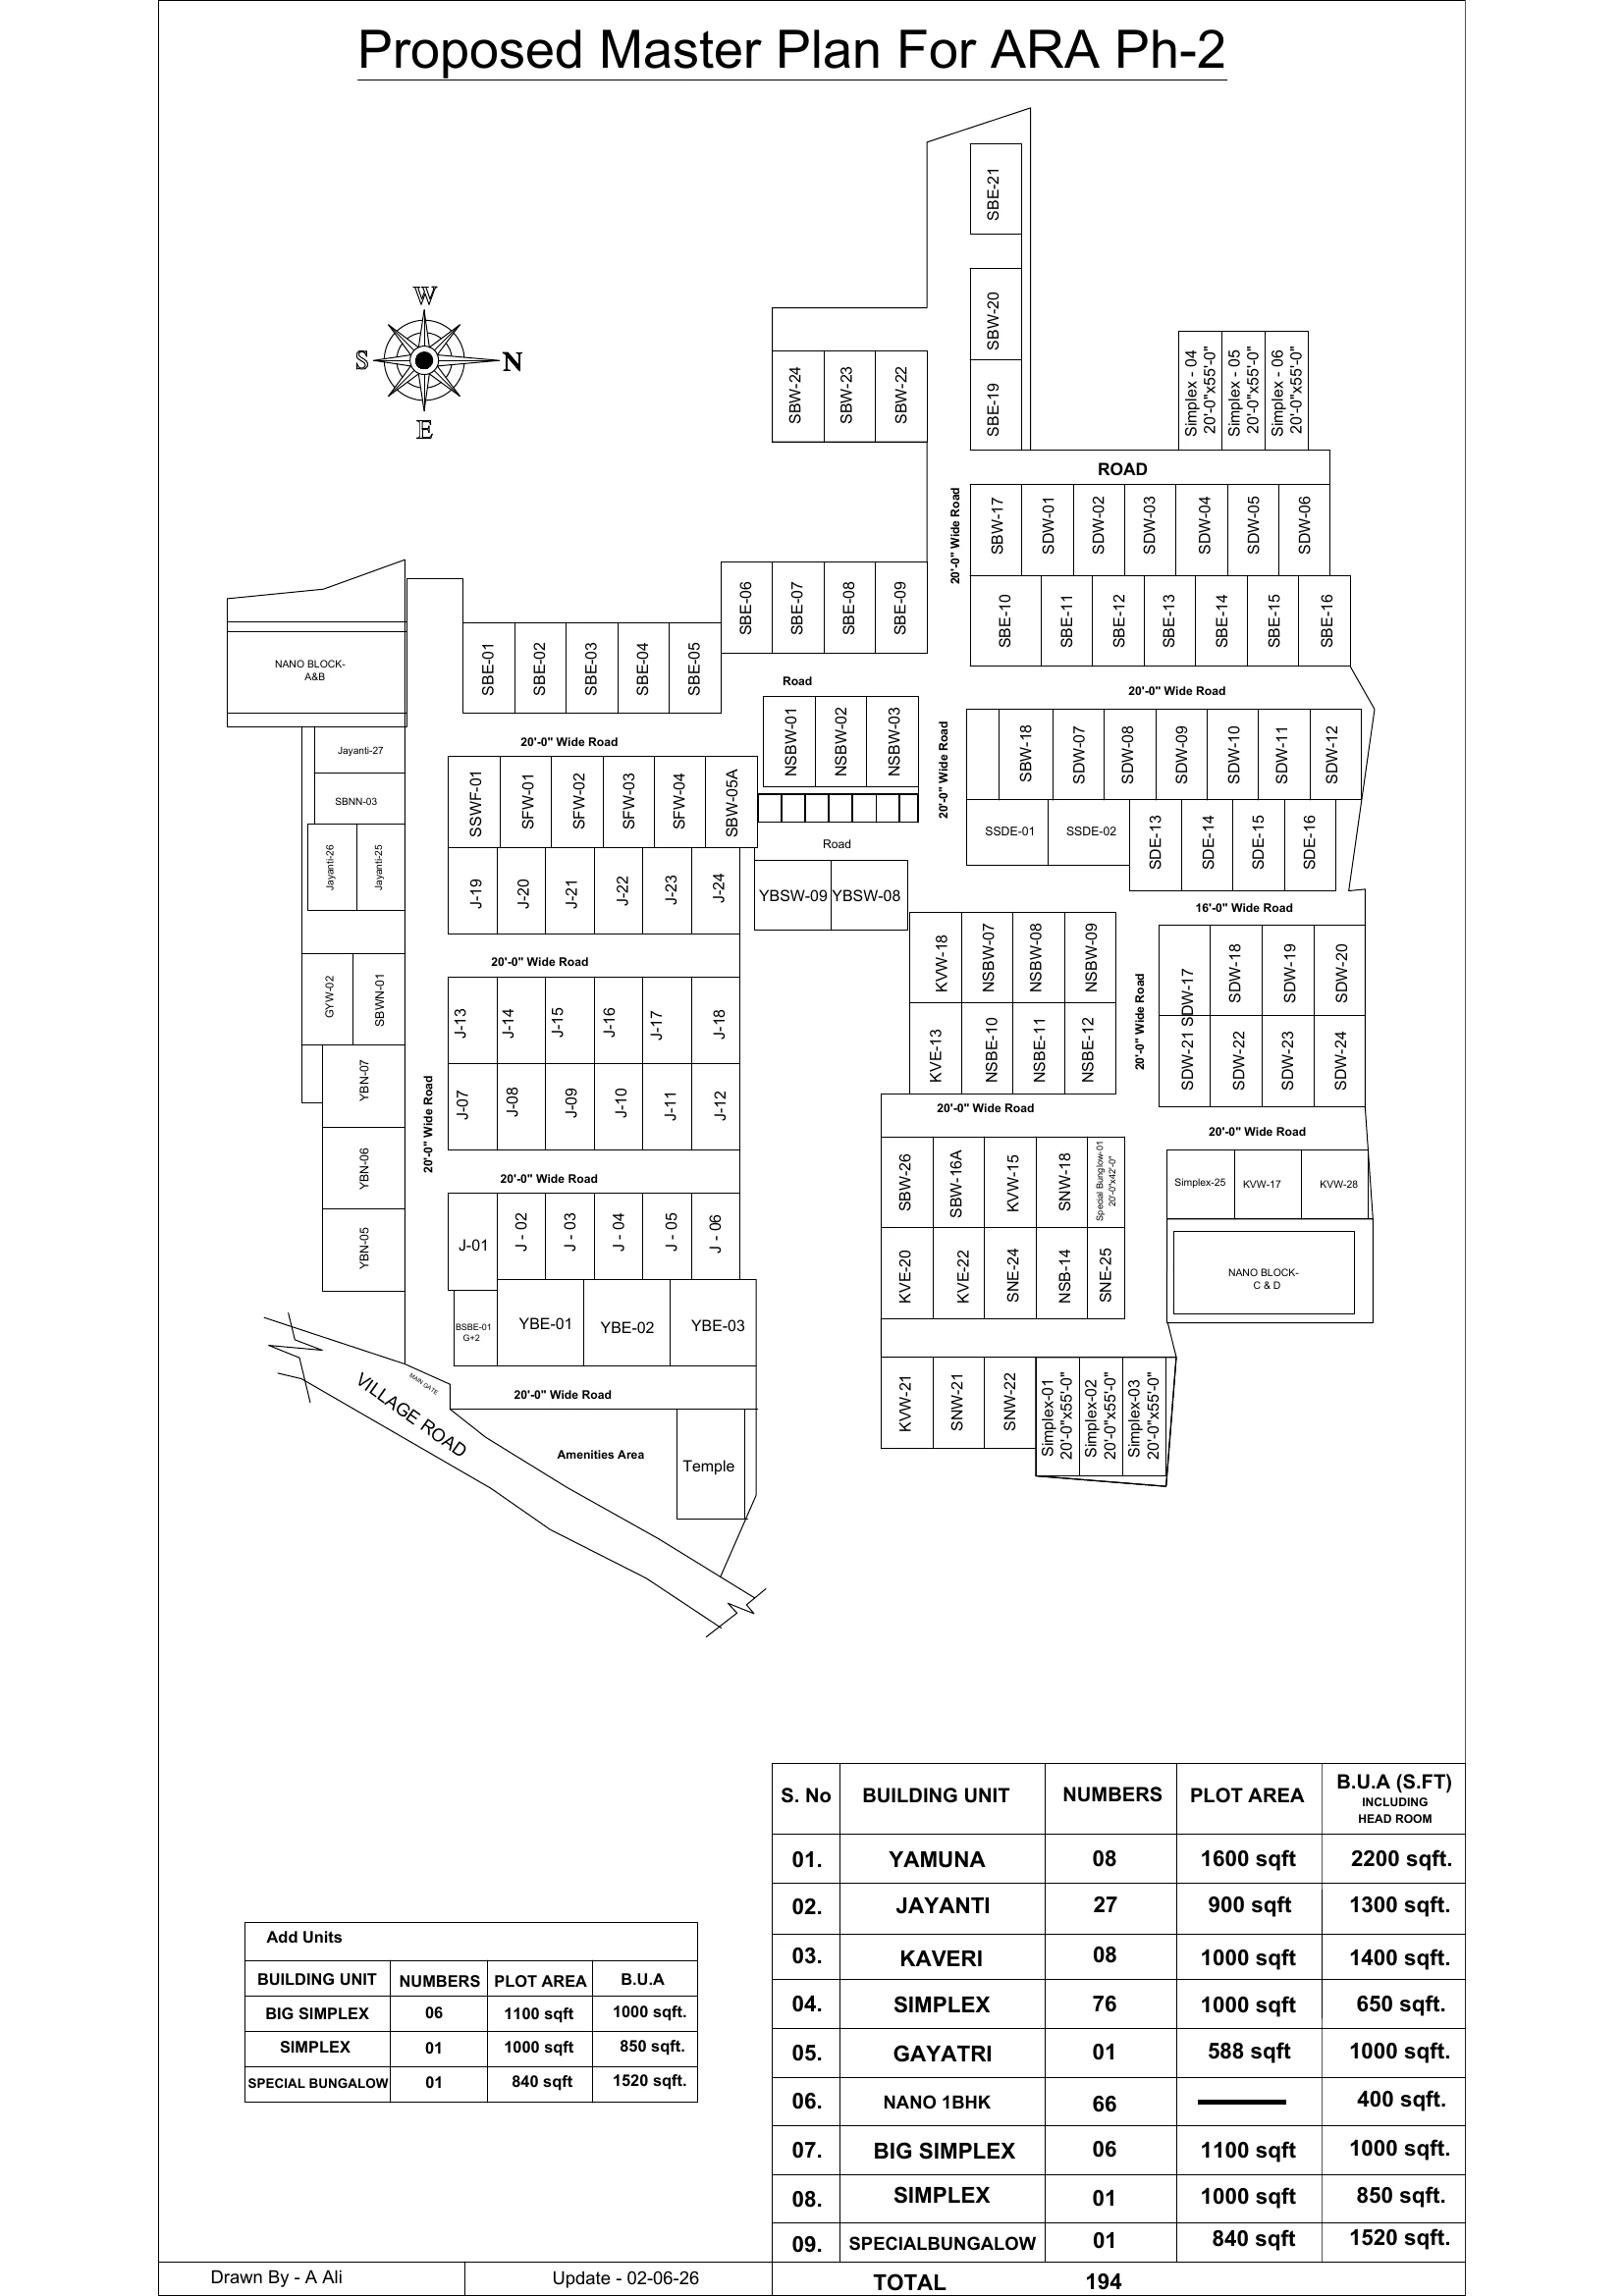 Proposed Master Plan For ARA Ph-2
SBE-21
W
S
N
E
SBW-20
SBW-24
SBW-23
SBW-22
SBE-19
Simplex - 04
20'-0"x55'-0"
Simplex - 05
20'-0"x55'-0"
Simplex - 06
20'-0"x55'-0"
ROAD
20'-0" Wide Road
SBW-17
SDW-01
SDW-02
SDW-03
SDW-04
SDW-05
SDW-06
SBE-06
SBE-07
SBE-08
SBE-09
SBE-10
SBE-11
SBE-12
SBE-13
SBE-14
SBE-15
SBE-16
NANO BLOCK-
A&B
SBE-01
SBE-02
SBE-03
SBE-04
SBE-05
Road
20'-0" Wide Road
NSBW-01
NSBW-02
NSBW-03
20'-0" Wide Road
SBW-18
SDW-07
SDW-08
SDW-09
SDW-10
SDW-11
SDW-12
20'-0" Wide Road
Jayanti-27
SBNN-03
SSWF-01
SFW-01
SFW-02
SFW-03
SFW-04
SBW-05A
SSDE-01
SSDE-02
SDE-13
SDE-14
SDE-15
SDE-16
Road
Jayanti-26
Jayanti-25
J-19
J-20
J-21
J-22
J-23
J-24
YBSW-09
YBSW-08
16'-0" Wide Road
20'-0" Wide Road
KVW-18
NSBW-07
NSBW-08
NSBW-09
20'-0" Wide Road
SDW-17
SDW-18
SDW-19
SDW-20
GYW-02
SBWN-01
J-13
J-14
J-15
J-16
J-17
J-18
KVE-13
NSBE-10
NSBE-11
NSBE-12
SDW-21
SDW-22
SDW-23
SDW-24
YBN-07
20'-0" Wide Road
J-07
J-08
J-09
J-10
J-11
J-12
20'-0" Wide Road
20'-0" Wide Road
YBN-06
20'-0" Wide Road
SBW-26
SBW-16A
KVW-15
SNW-18
Special Bunglow-01
20'-0"x42'-0"
Simplex-25
KVW-17
KVW-28
YBN-05
J-01
J - 02
J - 03
J - 04
J - 05
J - 06
KVE-20
KVE-22
SNE-24
NSB-14
SNE-25
NANO BLOCK-
C & D
BSBE-01
G+2
YBE-01
YBE-02
YBE-03
MAIN GATE
VILLAGE ROAD
20'-0" Wide Road
KVW-21
SNW-21
SNW-22
Simplex-01
20'-0"x55'-0"
Simplex-02
20'-0"x55'-0"
Simplex-03
20'-0"x55'-0"
Amenities Area
Temple
S. No BUILDING UNIT NUMBERS PLOT AREA B.U.A (S.FT)
INCLUDING
HEAD ROOM
01. YAMUNA 08 1600 sqft 2200 sqft.
02. JAYANTI 27 900 sqft 1300 sqft.
03. KAVERI 08 1000 sqft 1400 sqft.
04. SIMPLEX 76 1000 sqft 650 sqft.
05. GAYATRI 01 588 sqft 1000 sqft.
06. NANO 1BHK 66 400 sqft.
07. BIG SIMPLEX 06 1100 sqft 1000 sqft.
08. SIMPLEX 01 1000 sqft 850 sqft.
09. SPECIALBUNGALOW 01 840 sqft 1520 sqft.
TOTAL 194
Add Units
BUILDING UNIT NUMBERS PLOT AREA B.U.A
BIG SIMPLEX 06 1100 sqft 1000 sqft.
SIMPLEX 01 1000 sqft 850 sqft.
SPECIAL BUNGALOW 01 840 sqft 1520 sqft.
Drawn By - A Ali
Update - 02-06-26